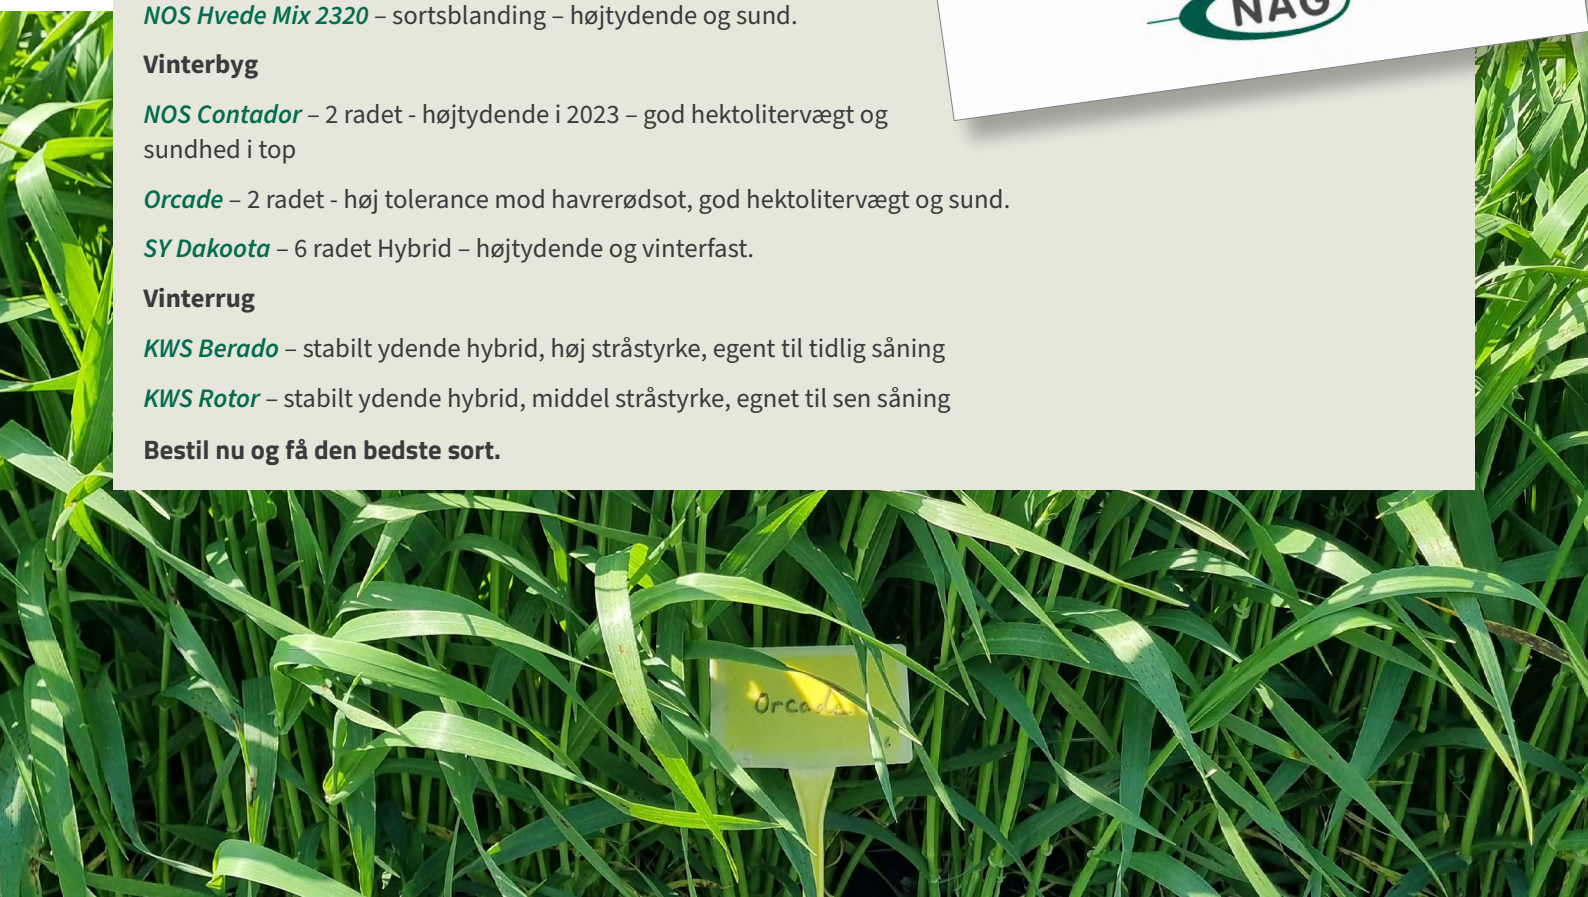 NOS Hvede Mix 2320 – sortsblanding – højtydende og sund.
NAG
Vinterbyg
NOS Contador – 2 radet - højtydende i 2023 – god hektolitervægt og
sundhed i top
Orcade – 2 radet - høj tolerance mod havrerødsot, god hektolitervægt og sund.
SY Dakoota – 6 radet Hybrid – højtydende og vinterfast.
Vinterrug
KWS Berado – stabilt ydende hybrid, høj stråstyrke, egent til tidlig såning
KWS Rotor – stabilt ydende hybrid, middel stråstyrke, egnet til sen såning
Bestil nu og få den bedste sort.
Orcade